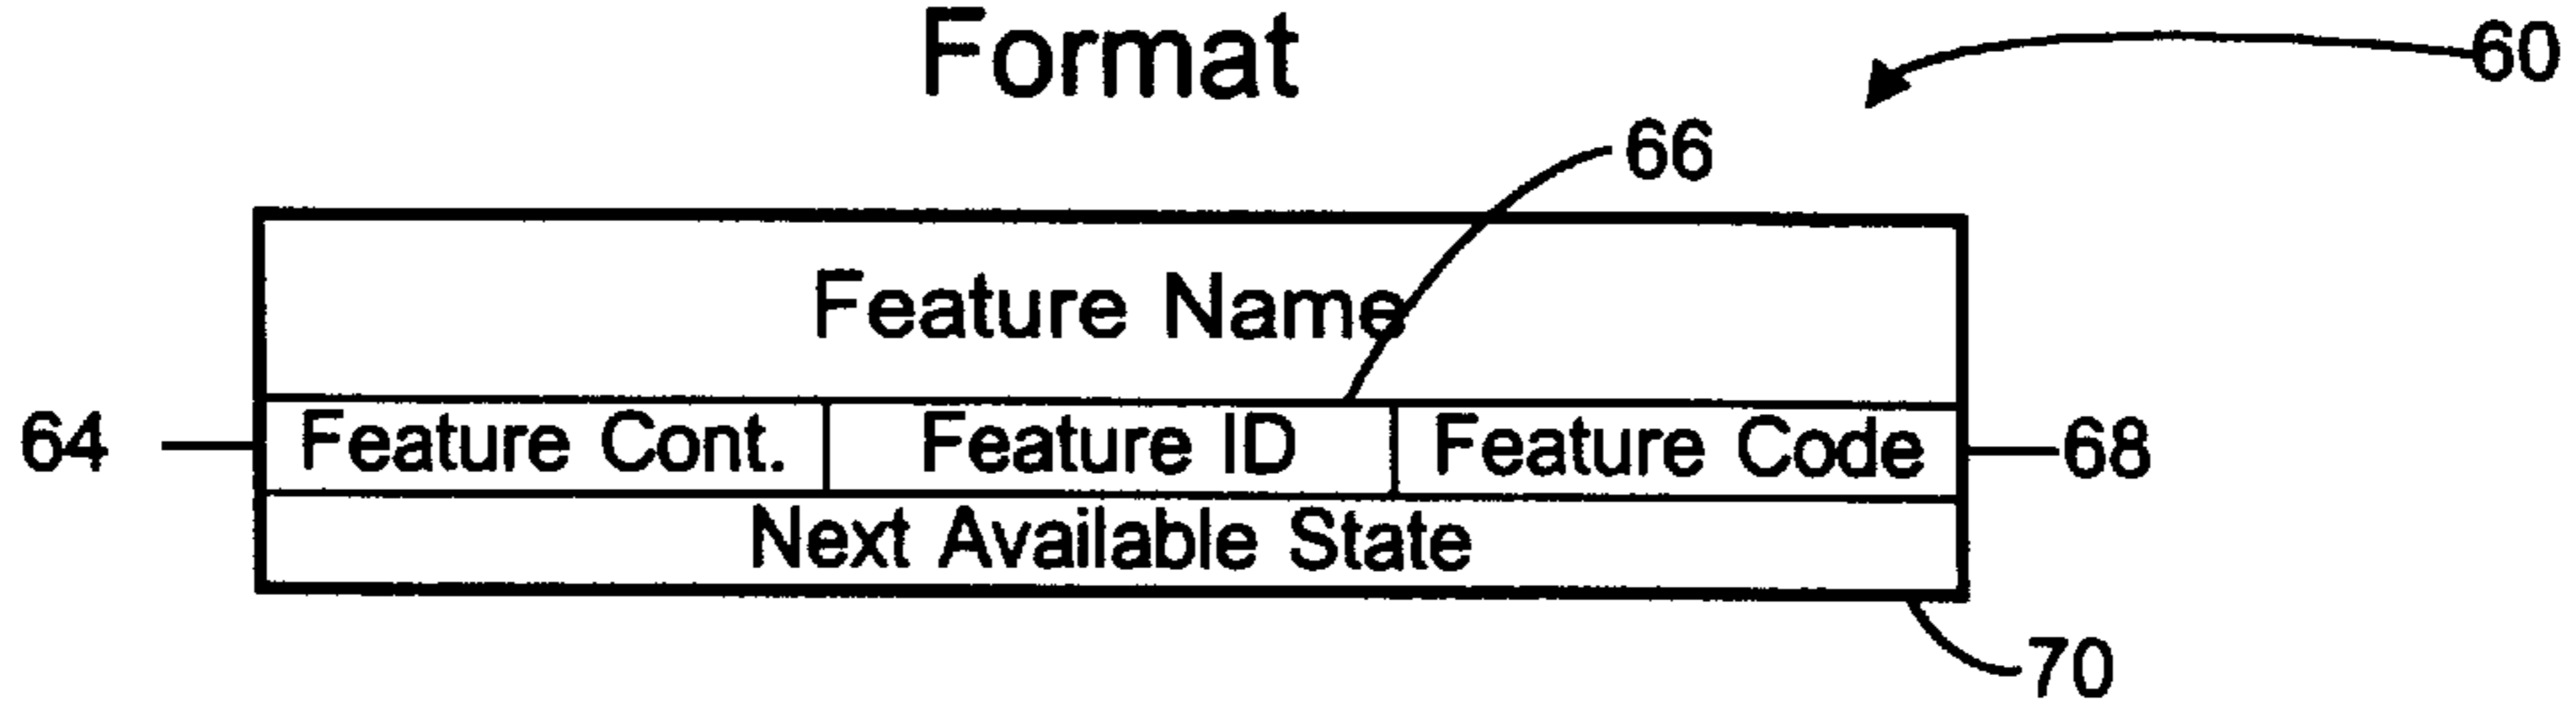 Format
60
66
Feature Name
64 Feature Cont. Feature ID Feature Code 68
Next Available State
70